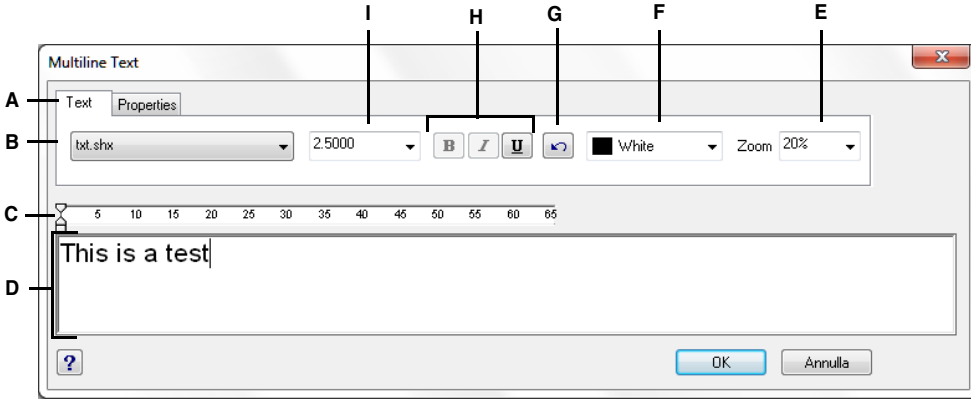 I H G F E
Multiline Text
A Text Properties
B txt.shx 2.5000 B I U White Zoom 20%
C 5 10 15 20 25 30 35 40 45 50 55 60 65
This is a test
D
? OK Annulla